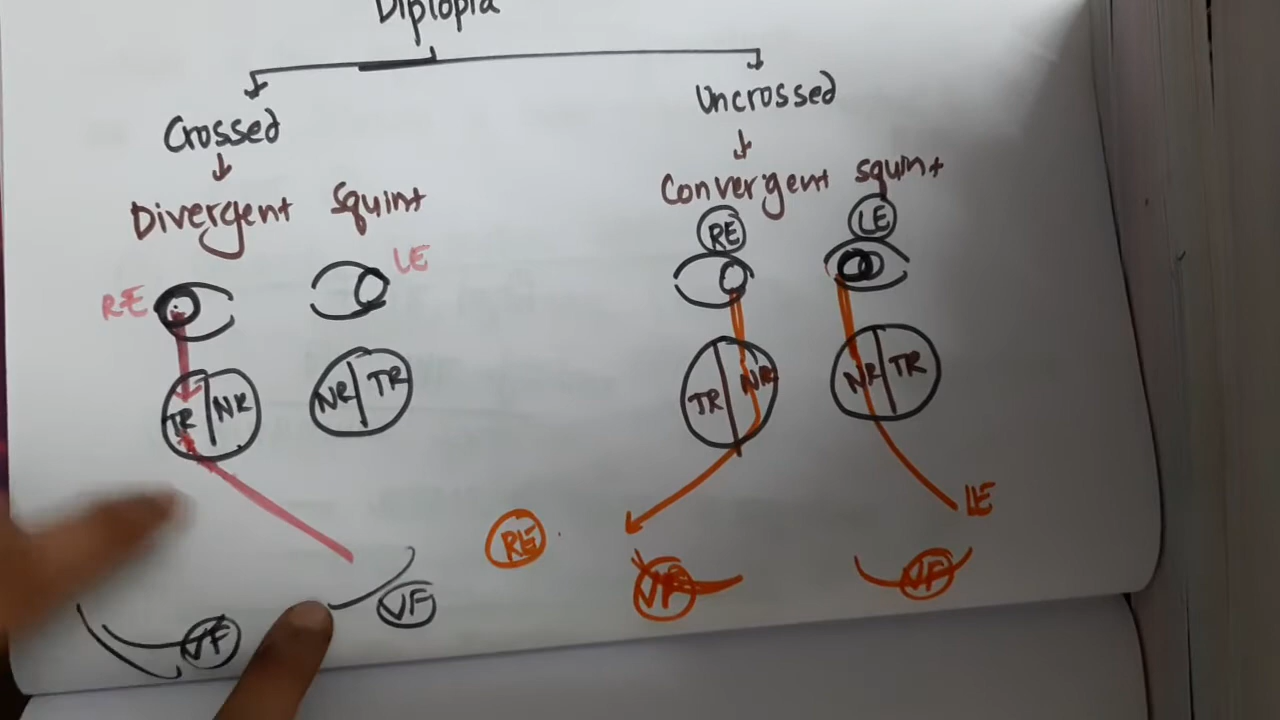 Diplopia
Crossed
Uncrossed
Divergent Squint
Convergent squint
RE
LE
RE
LE
TR NR
NR TR
TR NR
NR TR
RE
LE
VF
VF
VF
VF